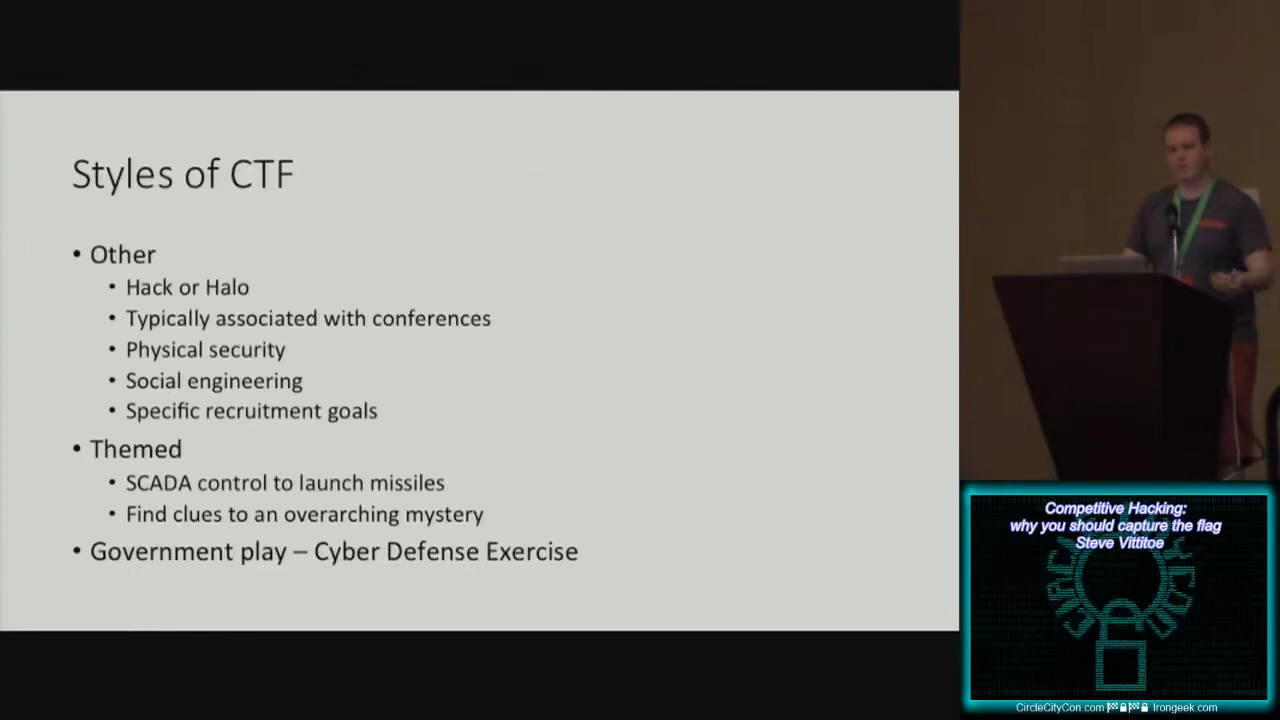 Styles of CTF
• Other
• Hack or Halo
• Typically associated with conferences
• Physical security
• Social engineering
• Specific recruitment goals
• Themed
• SCADA control to launch missiles
• Find clues to an overarching mystery
• Government play – Cyber Defense Exercise
Competitive Hacking:
why you should capture the flag
Steve Vittitoe
CircleCityCon.com Irongeek.com